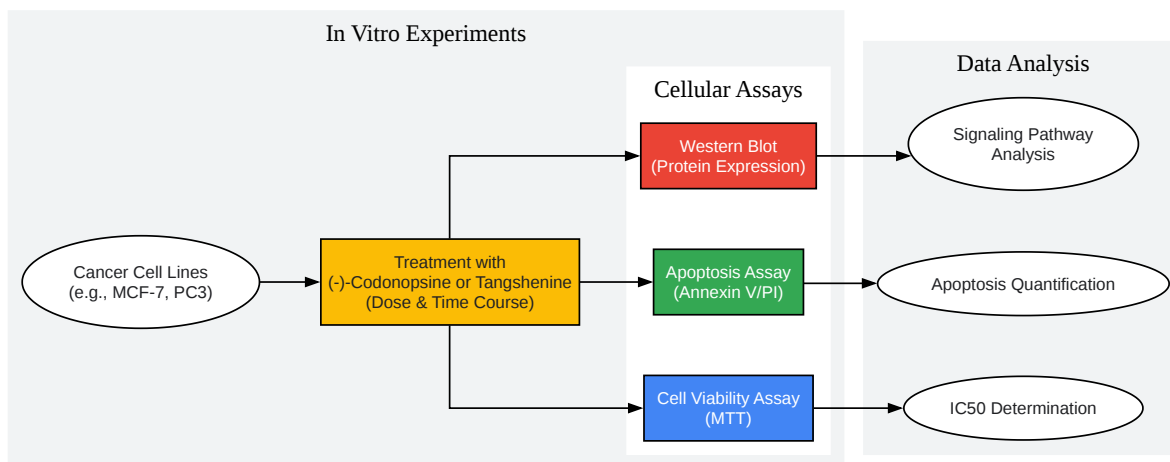 In Vitro Experiments
Data Analysis
Cellular Assays
Western Blot
(Protein Expression)
Signaling Pathway
Analysis
Cancer Cell Lines
(e.g., MCF-7, PC3)
Treatment with
(-)-Codonopsine or Tangshenine
(Dose & Time Course)
Apoptosis Assay
(Annexin V/PI)
Apoptosis Quantification
Cell Viability Assay
(MTT)
IC50 Determination